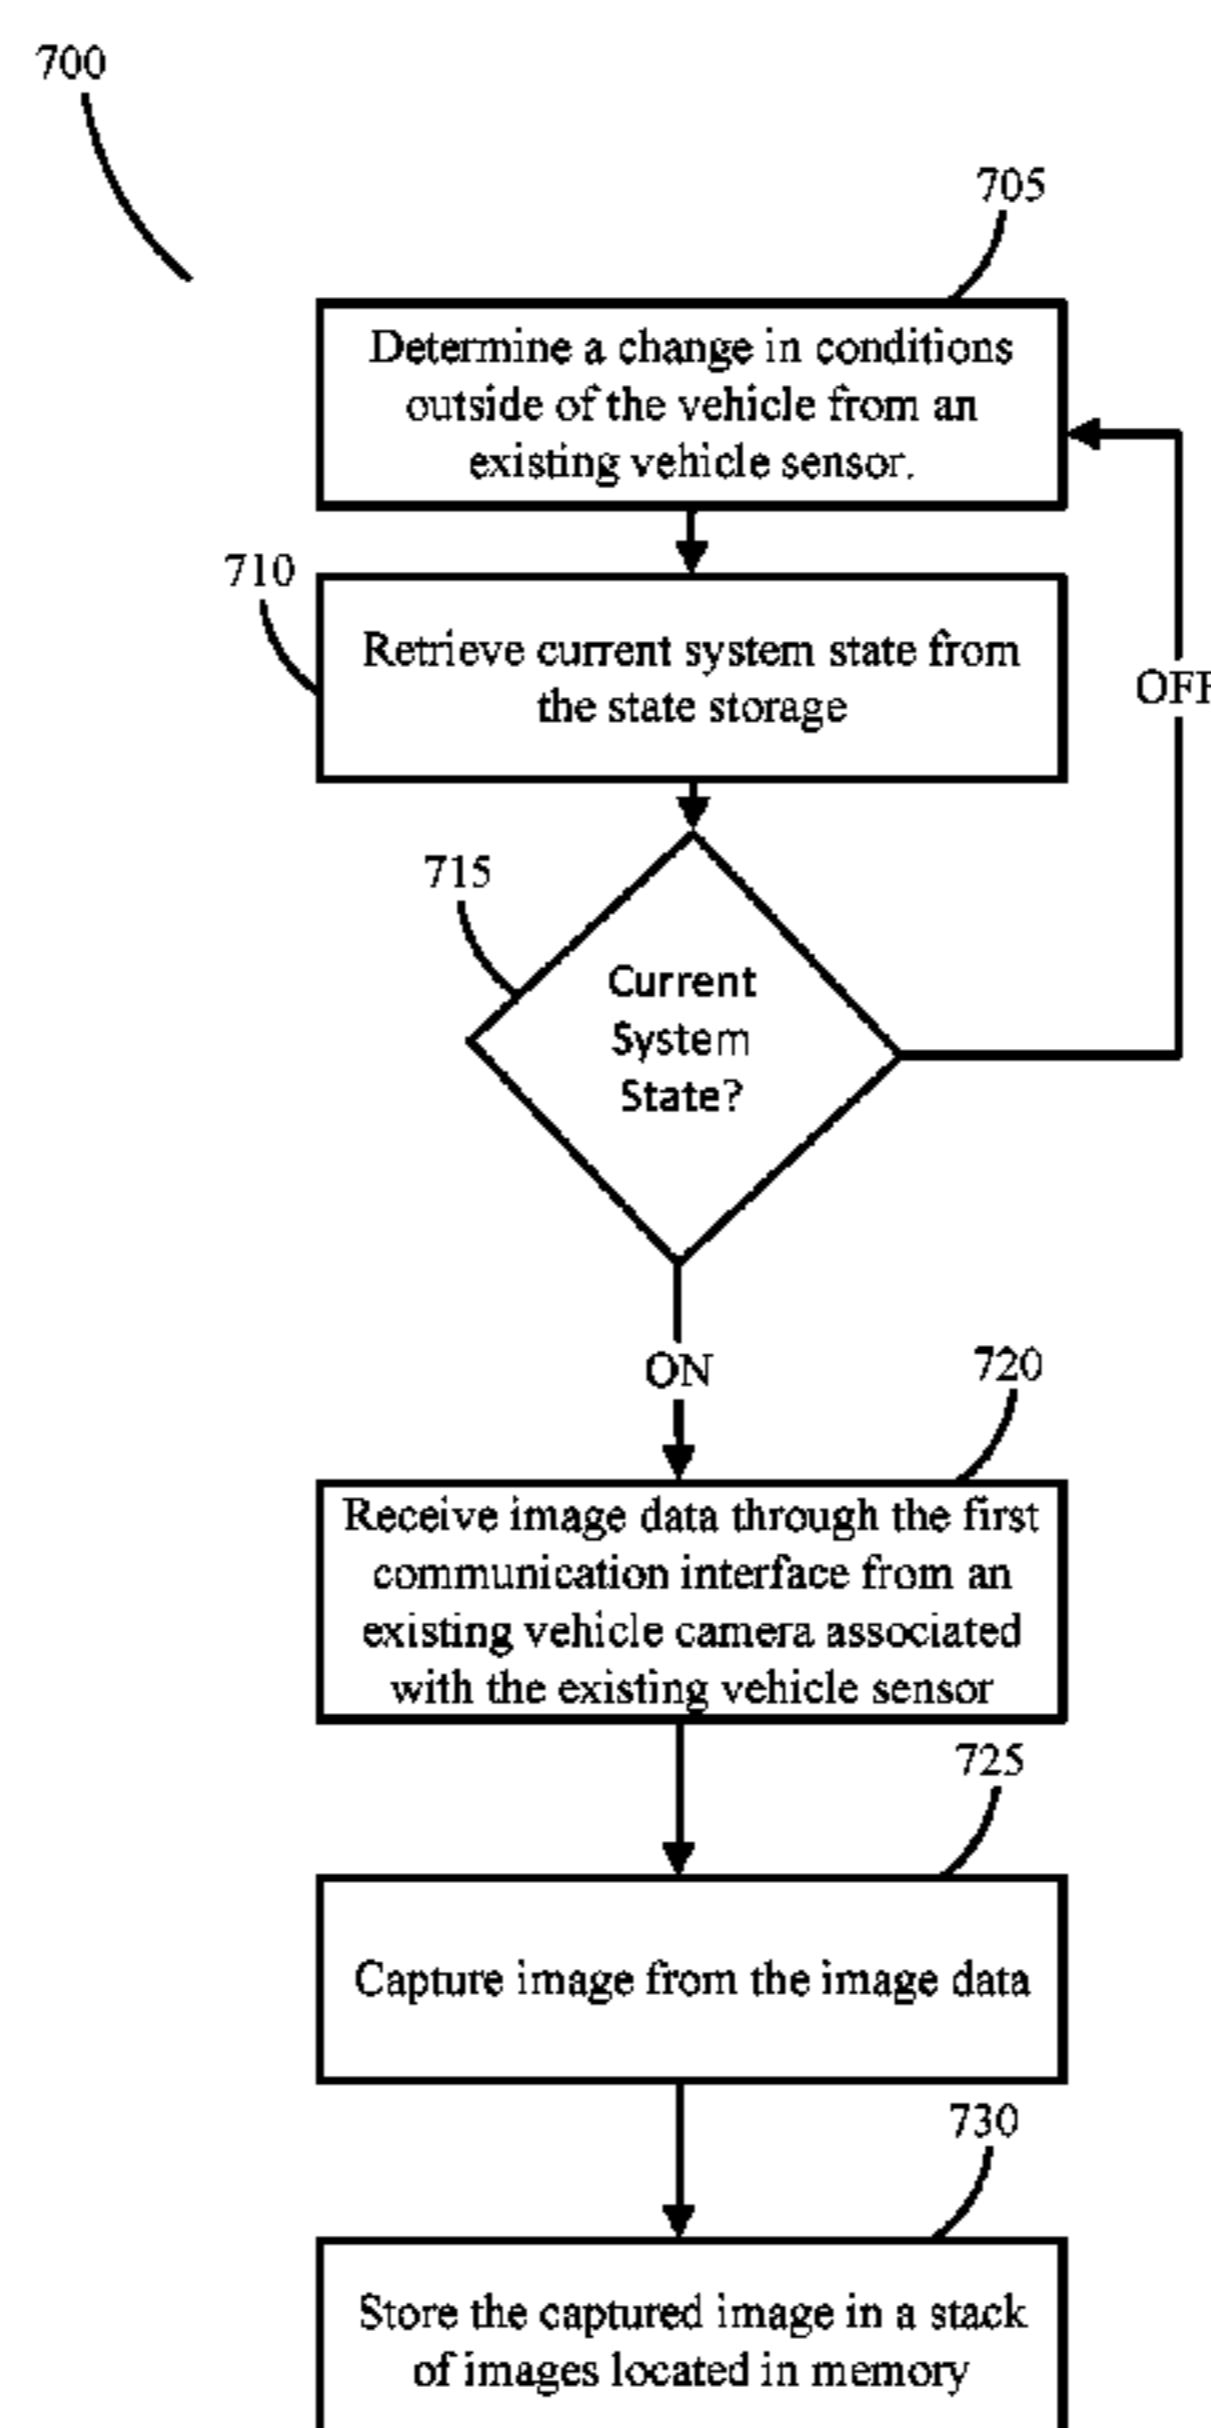 700
705
Determine a change in conditions
outside of the vehicle from an
existing vehicle sensor.
710
Retrieve current system state from
the state storage
OFF
715
Current
System
State?
ON
720
Receive image data through the first
communication interface from an
existing vehicle camera associated
with the existing vehicle sensor
725
Capture image from the image data
730
Store the captured image in a stack
of images located in memory